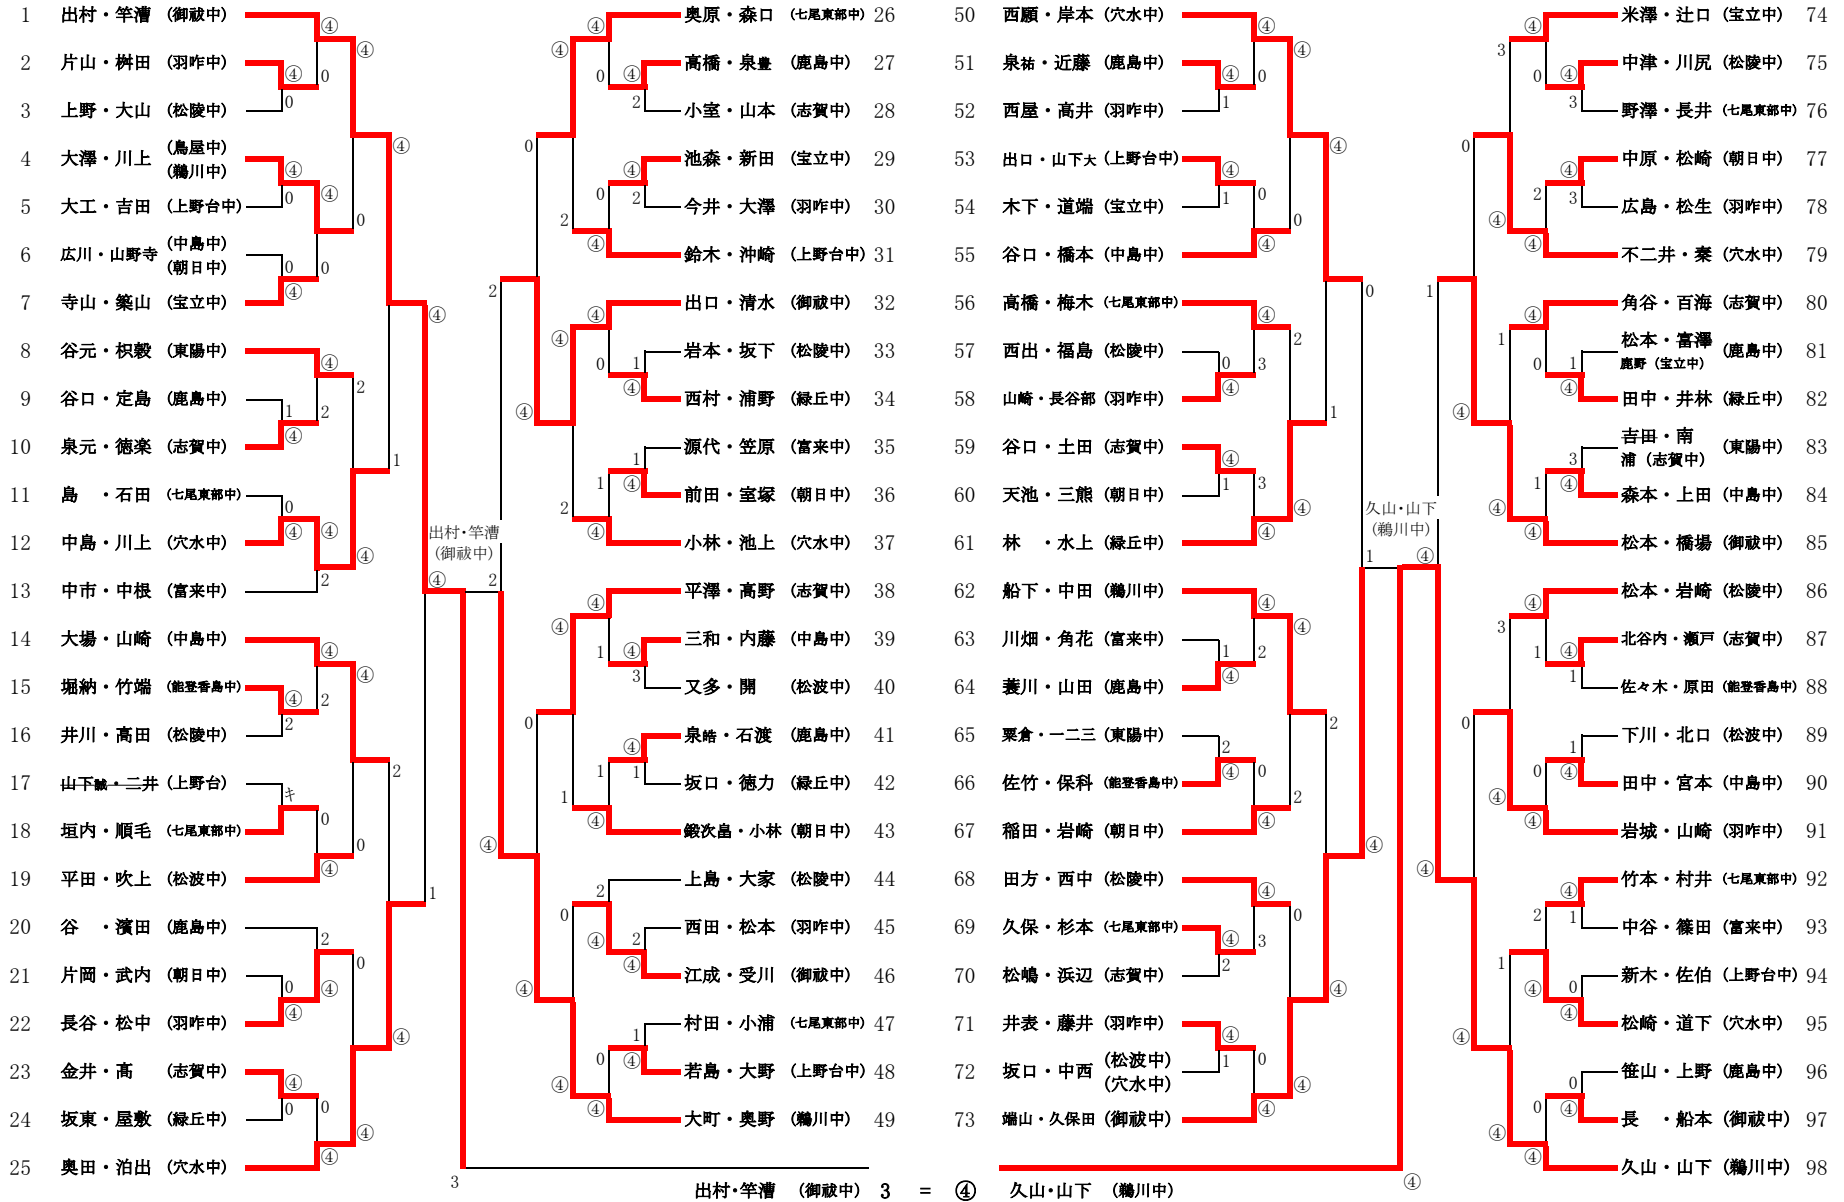 1 出村・竿漕 (御祓中)
2 片山・桝田 (羽咋中)
3 上野・大山 (松陵中)
4 大澤・川上 (鳥屋中) (鵜川中)
5 大工・吉田 (上野台中)
6 広川・山野寺 (中島中) (朝日中)
7 寺山・築山 (宝立中)
8 谷元・枳穀 (東陽中)
9 谷口・定島 (鹿島中)
10 泉元・徳楽 (志賀中)
11 島 ・石田 (七尾東部中)
12 中島・川上 (穴水中)
13 中市・中根 (富来中)
14 大場・山崎 (中島中)
15 堀納・竹端 (能登香島中)
16 井川・高田 (松陵中)
17 山下誠・二井 (上野台)
18 垣内・順毛 (七尾東部中)
19 平田・吹上 (松波中)
20 谷 ・濱田 (鹿島中)
21 片岡・武内 (朝日中)
22 長谷・松中 (羽咋中)
23 金井・高 (志賀中)
24 坂東・屋敷 (緑丘中)
25 奥田・泊出 (穴水中)
奥原・森口 (七尾東部中) 26
高橋・泉豊 (鹿島中) 27
小室・山本 (志賀中) 28
池森・新田 (宝立中) 29
今井・大澤 (羽咋中) 30
鈴木・沖崎 (上野台中) 31
出口・清水 (御祓中) 32
岩本・坂下 (松陵中) 33
西村・浦野 (緑丘中) 34
源代・笠原 (富来中) 35
前田・室塚 (朝日中) 36
小林・池上 (穴水中) 37
平澤・高野 (志賀中) 38
三和・内藤 (中島中) 39
又多・開 (松波中) 40
泉皓・石渡 (鹿島中) 41
坂口・徳力 (緑丘中) 42
鍛次畠・小林 (朝日中) 43
上島・大家 (松陵中) 44
西田・松本 (羽咋中) 45
江成・受川 (御祓中) 46
村田・小浦 (七尾東部中) 47
若島・大野 (上野台中) 48
大町・奥野 (鵜川中) 49
出村・竿漕
(御祓中)
50 西願・岸本 (穴水中)
51 泉祐・近藤 (鹿島中)
52 西屋・高井 (羽咋中)
53 出口・山下大 (上野台中)
54 木下・道端 (宝立中)
55 谷口・橋本 (中島中)
56 高橋・梅木 (七尾東部中)
57 西出・福島 (松陵中)
58 山崎・長谷部 (羽咋中)
59 谷口・土田 (志賀中)
60 天池・三熊 (朝日中)
61 林 ・水上 (緑丘中)
62 船下・中田 (鵜川中)
63 川畑・角花 (富来中)
64 蓑川・山田 (鹿島中)
65 粟倉・一二三 (東陽中)
66 佐竹・保科 (能登香島中)
67 稲田・岩崎 (朝日中)
68 田方・西中 (松陵中)
69 久保・杉本 (七尾東部中)
70 松嶋・浜辺 (志賀中)
71 井表・藤井 (羽咋中)
72 坂口・中西 (松波中) (穴水中)
73 端山・久保田 (御祓中)
久山・山下
(鵜川中)
米澤・辻口 (宝立中) 74
中津・川尻 (松陵中) 75
野澤・長井 (七尾東部中) 76
中原・松崎 (朝日中) 77
広島・松生 (羽咋中) 78
不二井・秦 (穴水中) 79
角谷・百海 (志賀中) 80
松本・富澤 (鹿島中) 81
鹿野 (宝立中)
田中・井林 (緑丘中) 82
吉田・南 (東陽中) 83
浦 (志賀中)
森本・上田 (中島中) 84
松本・橋場 (御祓中) 85
松本・岩崎 (松陵中) 86
北谷内・瀬戸 (志賀中) 87
佐々木・原田 (能登香島中) 88
下川・北口 (松波中) 89
田中・宮本 (中島中) 90
岩城・山崎 (羽咋中) 91
竹本・村井 (七尾東部中) 92
中谷・篠田 (富来中) 93
新木・佐伯 (上野台中) 94
松崎・道下 (穴水中) 95
笹山・上野 (鹿島中) 96
長 ・船本 (御祓中) 97
久山・山下 (鵜川中) 98
出村・竿漕 (御祓中) 3 = ④ 久山・山下 (鵜川中)